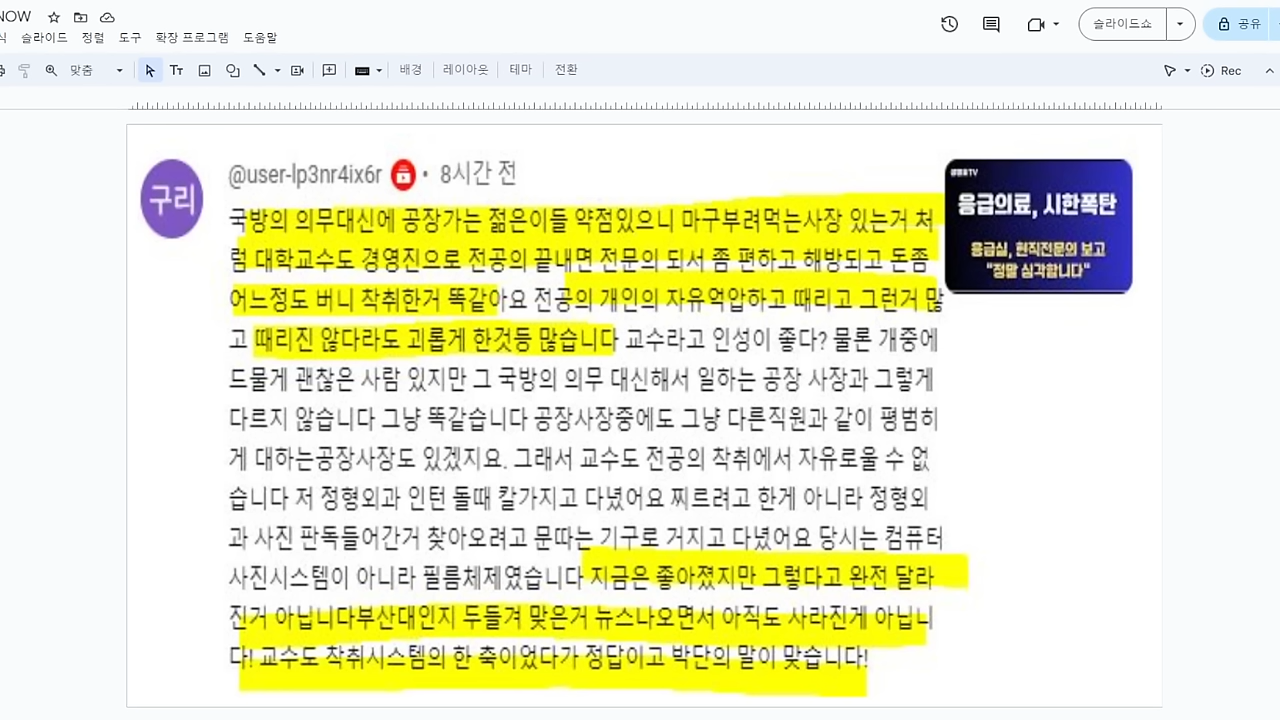 NOW
식 슬라이드 정렬 도구 확장 프로그램 도움말
슬라이드쇼
공유
맞춤
배경 레이아웃 테마 전환
Rec
구리
@user-lp3nr4ix6r • 8시간 전
국방의 의무대신에 공장가는 젊은이들 약점있으니 마구부려먹는사장 있는거 처
럼 대학교수도 경영진으로 전공의 끝내면 전문의 되서 좀 편하고 해방되고 돈좀
어느정도 버니 착취한거 똑같아요 전공의 개인의 자유억압하고 때리고 그런거 많
고 때리진 않다라도 괴롭게 한것등 많습니다 교수라고 인성이 좋다? 물론 개중에
드물게 괜찮은 사람 있지만 그 국방의 의무 대신해서 일하는 공장 사장과 그렇게
다르지 않습니다 그냥 똑같습니다 공장사장중에도 그냥 다른직원과 같이 평범히
게 대하는공장사장도 있겠지요. 그래서 교수도 전공의 착취에서 자유로울 수 없
습니다 저 정형외과 인턴 돌때 칼가지고 다녔어요 찌르려고 한게 아니라 정형외
과 사진 판독들어간거 찾아오려고 문따는 기구로 거지고 다녔어요 당시는 컴퓨터
사진시스템이 아니라 필름체제였습니다 지금은 좋아졌지만 그렇다고 완전 달라
진거 아닙니다부산대인지 두들겨 맞은거 뉴스나오면서 아직도 사라진게 아닙니
다! 교수도 착취시스템의 한 축이었다가 정답이고 박단의 말이 맞습니다!
응급의료, 시한폭탄
응급실, 현직전문의 보고
"정말 심각합니다"